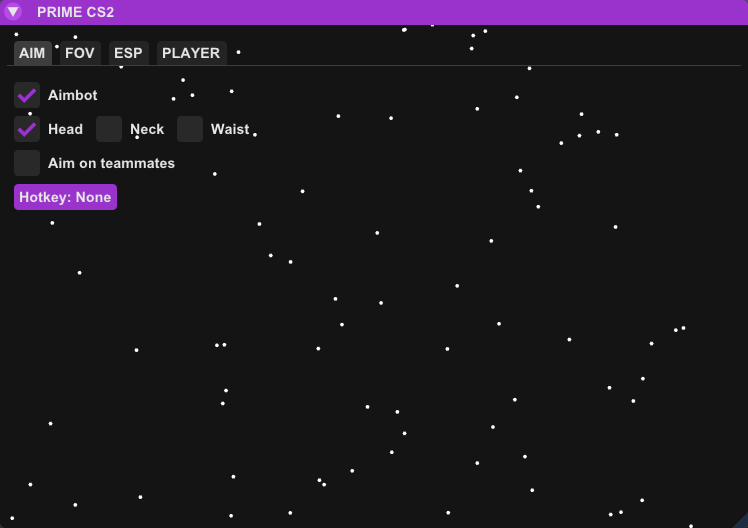 PRIME CS2
AIM FOV ESP PLAYER
Aimbot
Head Neck Waist
Aim on teammates
Hotkey: None